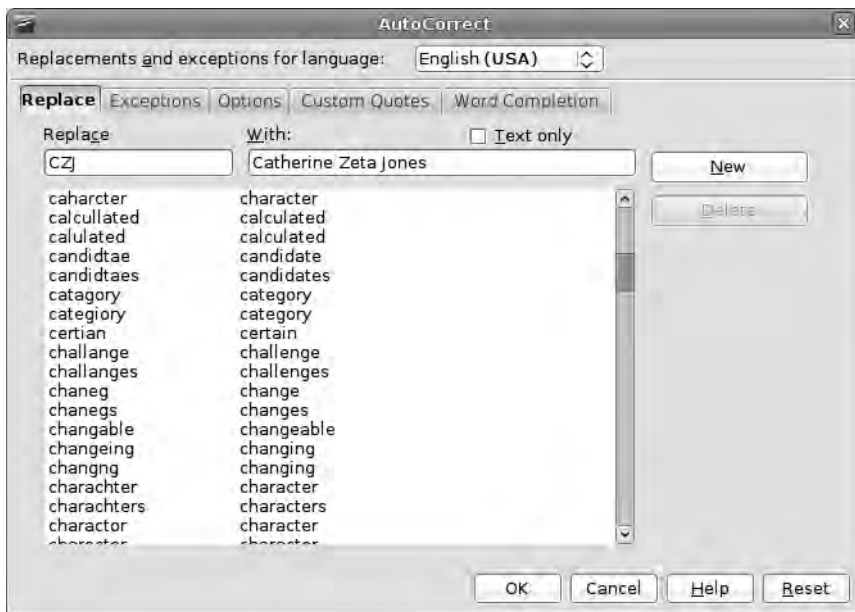 AutoCorrect
Replacements and exceptions for language: English (USA)
Replace Exceptions Options Custom Quotes Word Completion
Replace With: Text only
CZJ Catherine Zeta Jones New
caharcter character
Delete
calcullated calculated
calulated calculated
candidtae candidate
candidtaes candidates
catagory category
categiory category
certian certain
challange challenge
challanges challenges
chaneg change
chanegs changes
changable changeable
changeing changing
changng changing
charachter character
charachters characters
charactor character
OK Cancel Help Reset